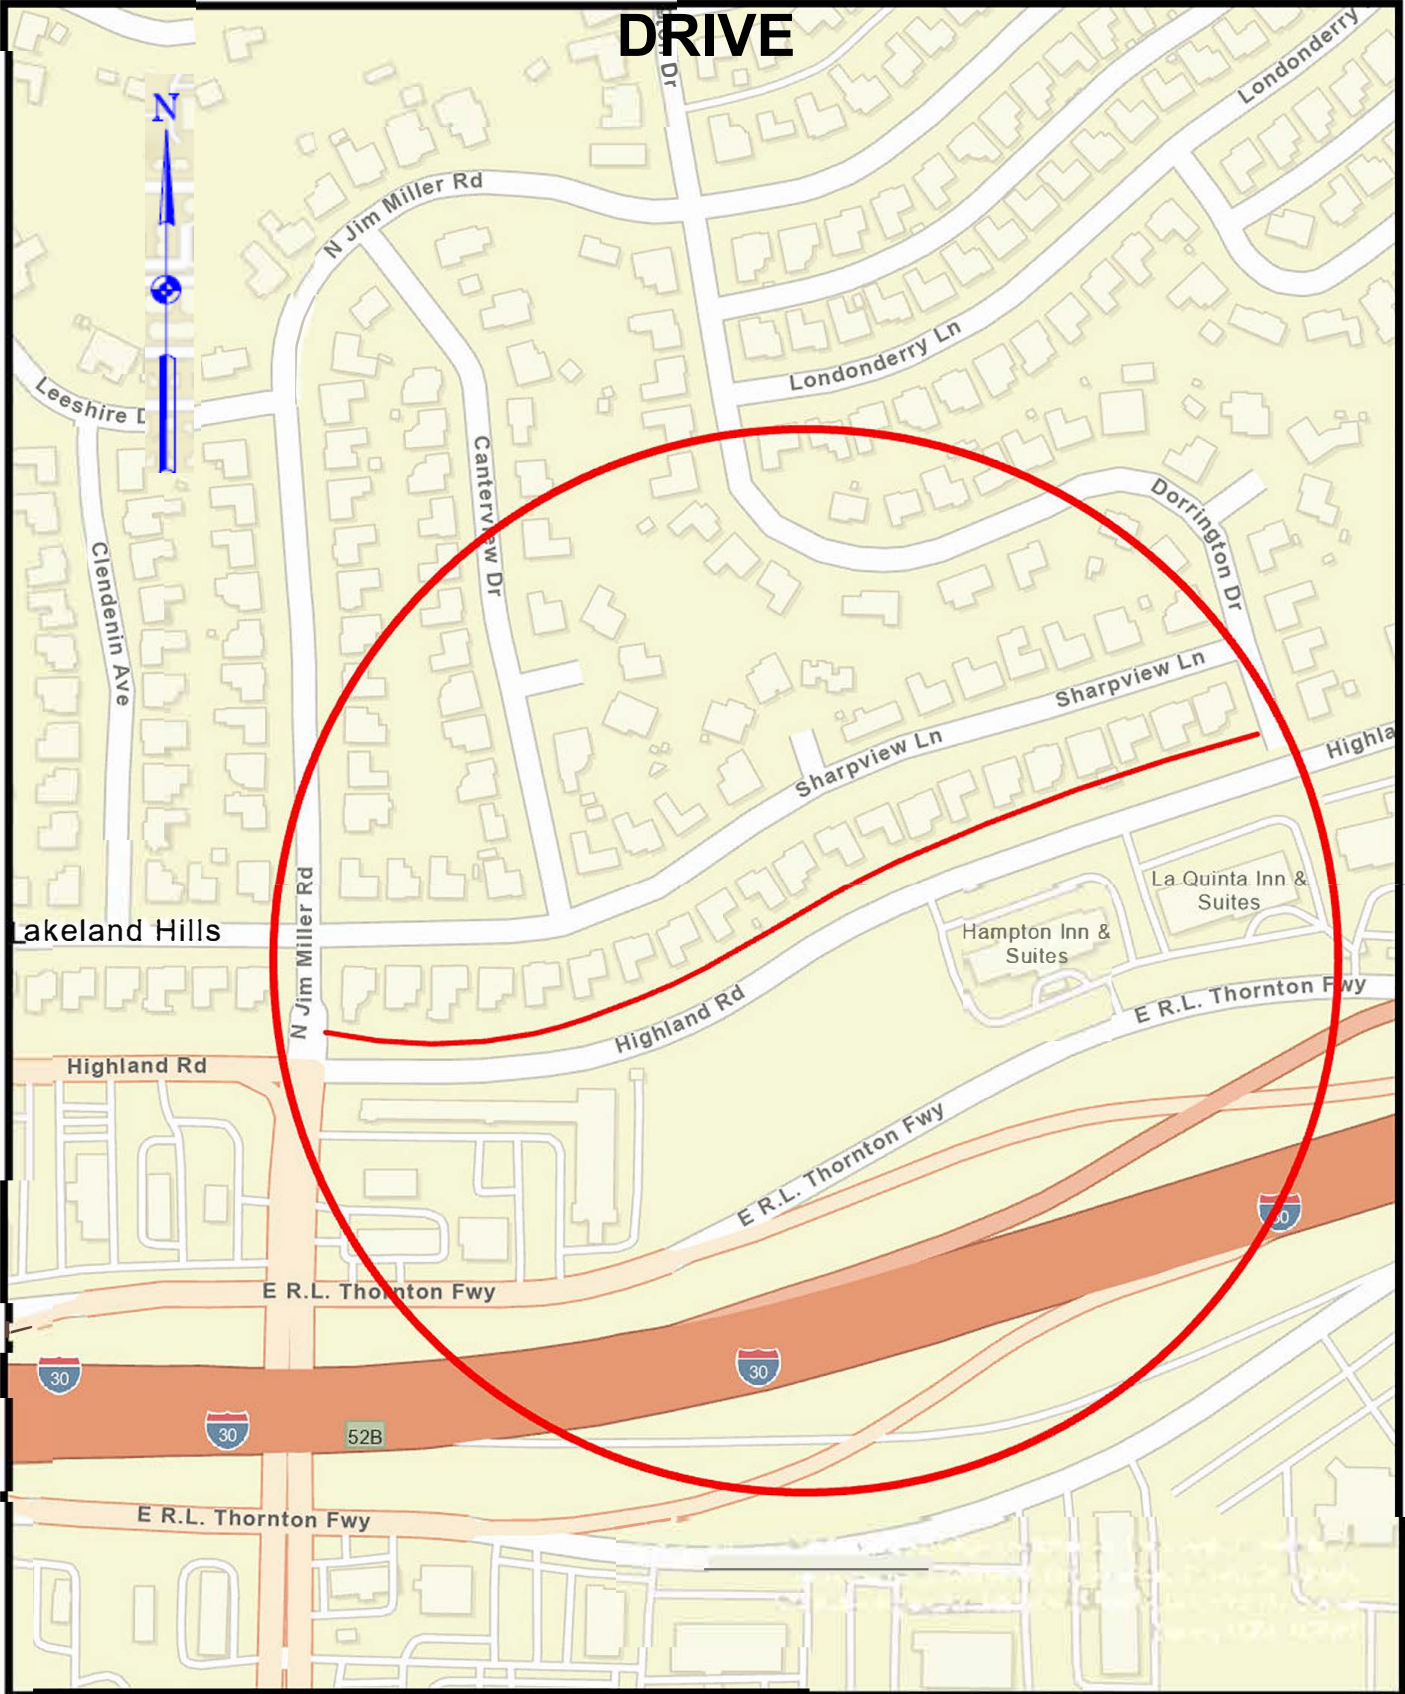 DRIVE
Londonderry
N
N Jim Miller Rd
Londonderry Ln
Leeshire D
Canterview Dr
Dorrington Dr
Clendenin Ave
Sharpview Ln
Sharpview Ln
Highla
La Quinta Inn &
Suites
N Jim Miller Rd
Lakeland Hills
Hampton Inn &
Suites
E R.L. Thornton Fwy
Highland Rd
Highland Rd
E R.L. Thornton Fwy
30
E R.L. Thornton Fwy
30
30
30
52B
E R.L. Thornton Fwy